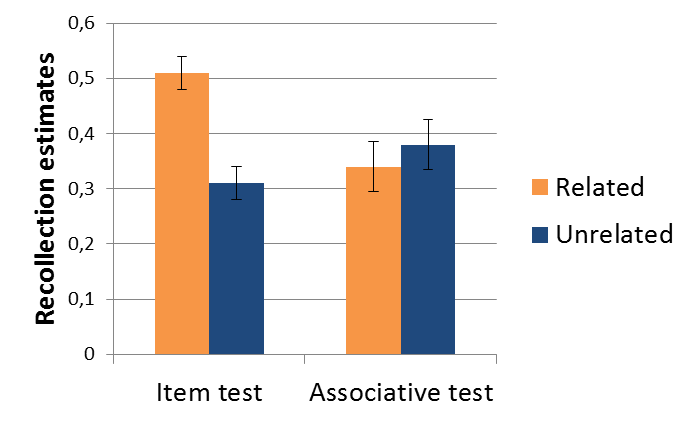 Recollection estimates
0,6
0,5
0,4
0,3
0,2
0,1
0
Item test
Associative test
Related
Unrelated